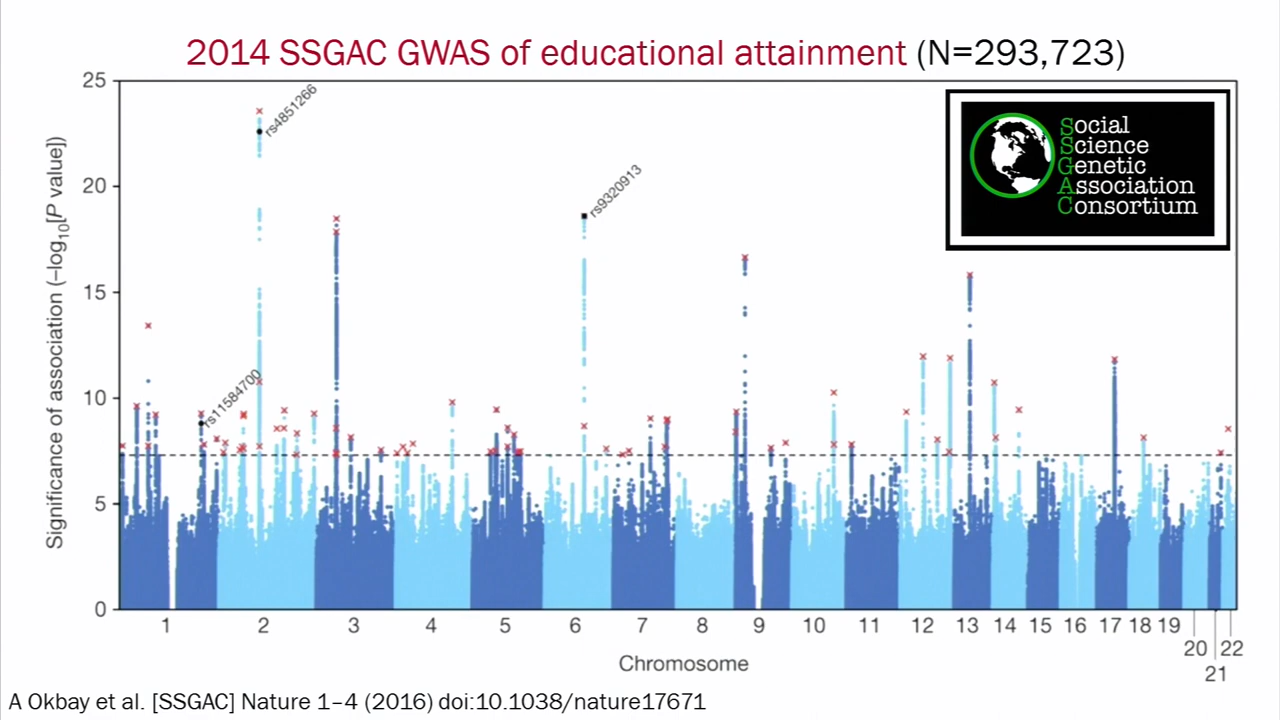 2014 SSGAC GWAS of educational attainment (N=293,723)
25
20
15
10
5
0
Significance of association (–log10[P value])
rs4851266
rs9320913
rs11584700
Social
Science
Genetic
Association
Consortium
1 2 3 4 5 6 7 8 9 10 11 12 13 14 15 16 17 18 19
20 22
21
Chromosome
A Okbay et al. [SSGAC] Nature 1–4 (2016) doi:10.1038/nature17671